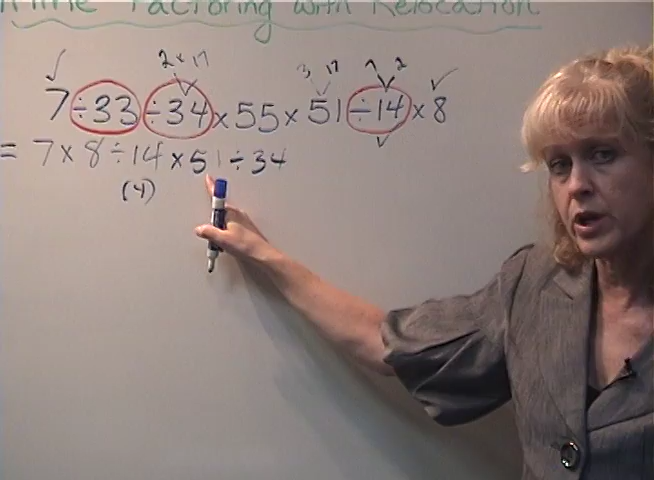 Inline Factoring with Relocation
2 × 17 3 17 7 2
7 ÷ 33 ÷ 34 × 55 × 51 ÷ 14 × 8
= 7 × 8 ÷ 14 × 51 ÷ 34
(4)